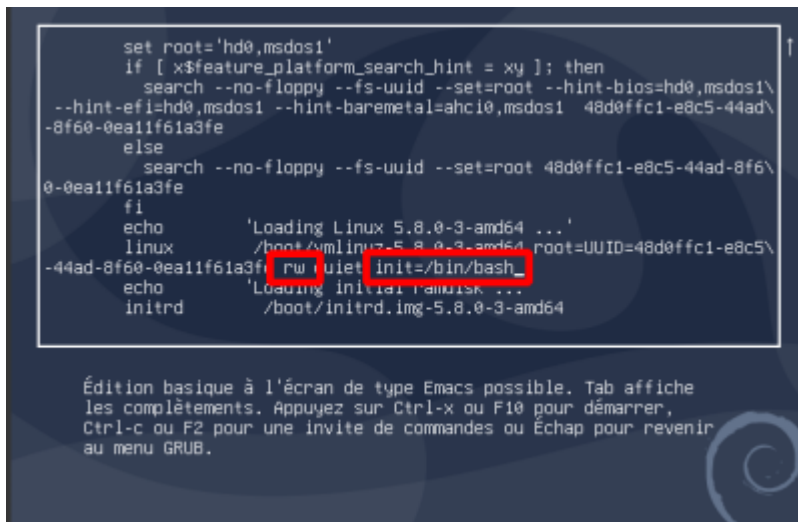 set root='hd0,msdos1'
if [ x$feature_platform_search_hint = xy ]; then
search --no-floppy --fs-uuid --set=root --hint-bios=hd0,msdos1\
--hint-efi=hd0,msdos1 --hint-baremetal=ahci0,msdos1 48d0ffc1-e8c5-44ad\
-8f60-0ea11f61a3fe
else
search --no-floppy --fs-uuid --set=root 48d0ffc1-e8c5-44ad-8f6\
0-0ea11f61a3fe
fi
echo 'Loading Linux 5.8.0-3-amd64 ...'
linux /boot/vmlinuz-5.8.0-3-amd64 root=UUID=48d0ffc1-e8c5\
-44ad-8f60-0ea11f61a3fe rw quiet init=/bin/bash_
echo 'Loading initial ramdisk ...'
initrd /boot/initrd.img-5.8.0-3-amd64
Édition basique à l'écran de type Emacs possible. Tab affiche
les complètements. Appuyez sur Ctrl-x ou F10 pour démarrer,
Ctrl-c ou F2 pour une invite de commandes ou Échap pour revenir
au menu GRUB.